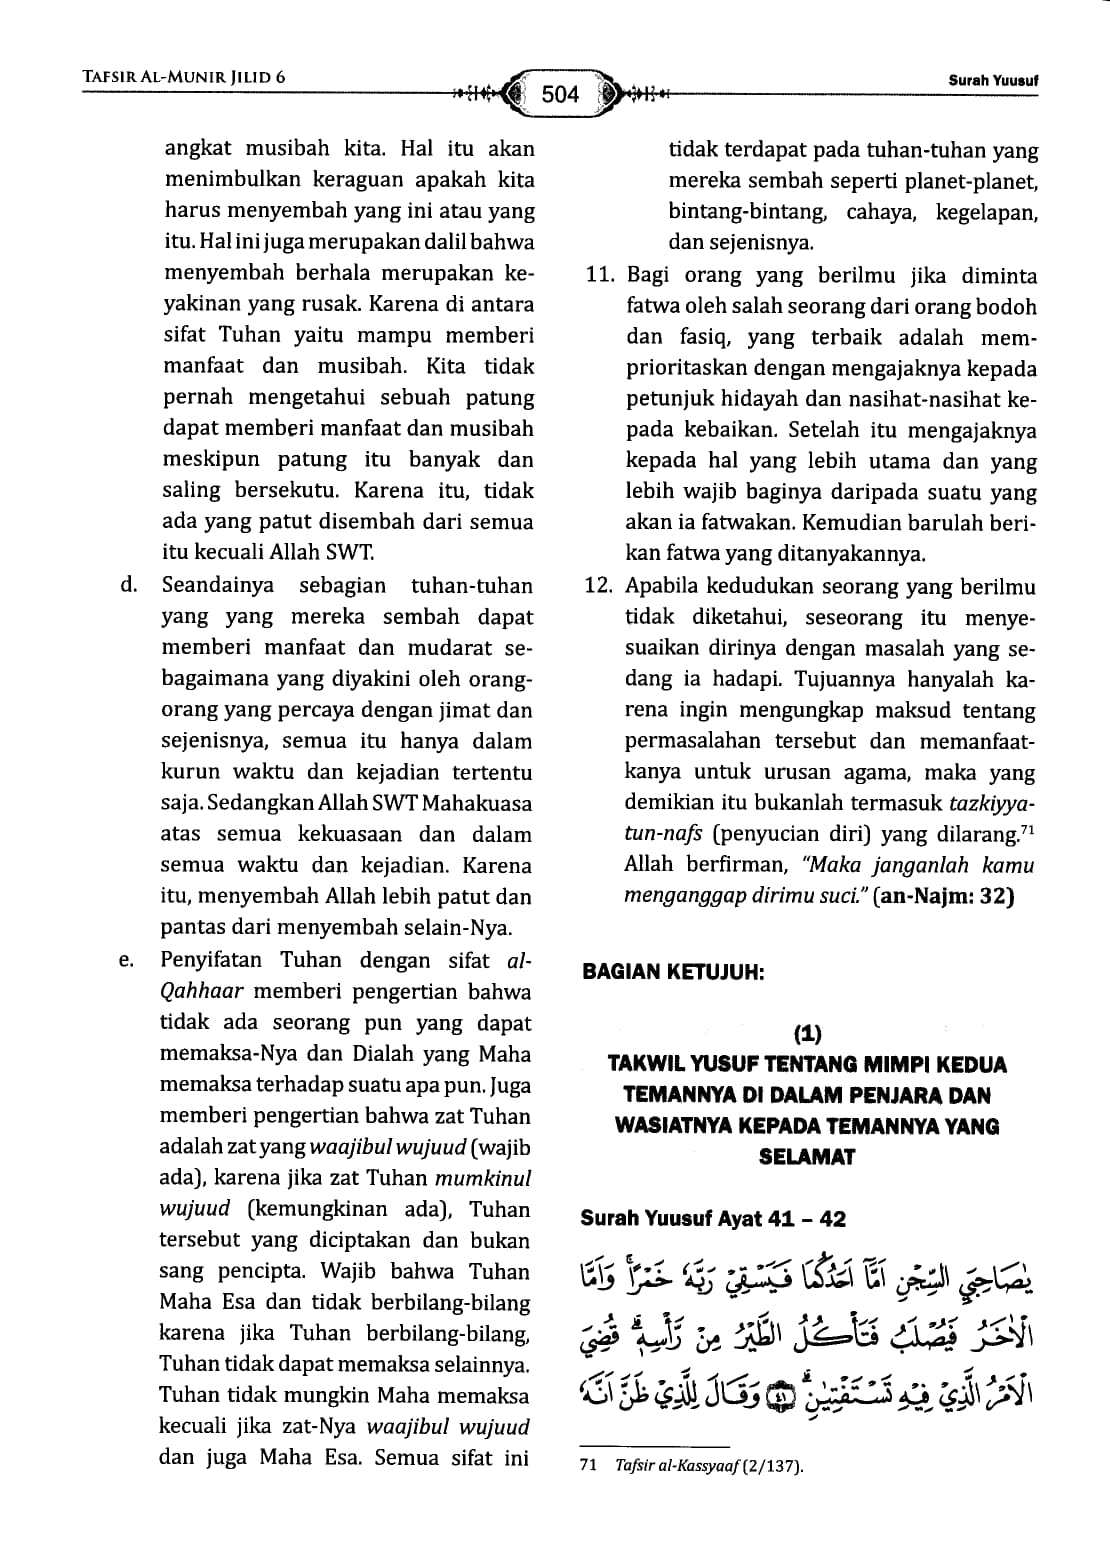 TAFSIR AL-MUNIR JILID 6
504
Surah Yuusuf
angkat musibah kita. Hal itu akan
menimbulkan keraguan apakah kita
harus menyembah yang ini atau yang
itu. Hal ini juga merupakan dalil bahwa
menyembah berhala merupakan ke-
yakinan yang rusak. Karena di antara
sifat Tuhan yaitu mampu memberi
manfaat dan musibah. Kita tidak
pernah mengetahui sebuah patung
dapat memberi manfaat dan musibah
meskipun patung itu banyak dan
saling bersekutu. Karena itu, tidak
ada yang patut disembah dari semua
itu kecuali Allah SWT.
d. Seandainya sebagian tuhan-tuhan
yang yang mereka sembah dapat
memberi manfaat dan mudarat se-
bagaimana yang diyakini oleh orang-
orang yang percaya dengan jimat dan
sejenisnya, semua itu hanya dalam
kurun waktu dan kejadian tertentu
saja. Sedangkan Allah SWT Mahakuasa
atas semua kekuasaan dan dalam
semua waktu dan kejadian. Karena
itu, menyembah Allah lebih patut dan
pantas dari menyembah selain-Nya.
e. Penyifatan Tuhan dengan sifat al-
Qahhaar memberi pengertian bahwa
tidak ada seorang pun yang dapat
memaksa-Nya dan Dialah yang Maha
memaksa terhadap suatu apa pun. Juga
memberi pengertian bahwa zat Tuhan
adalah zat yang waajibul wujuud (wajib
ada), karena jika zat Tuhan mumkinul
wujuud (kemungkinan ada), Tuhan
tersebut yang diciptakan dan bukan
sang pencipta. Wajib bahwa Tuhan
Maha Esa dan tidak berbilang-bilang
karena jika Tuhan berbilang-bilang,
Tuhan tidak dapat memaksa selainnya.
Tuhan tidak mungkin Maha memaksa
kecuali jika zat-Nya waajibul wujuud
dan juga Maha Esa. Semua sifat ini
tidak terdapat pada tuhan-tuhan yang
mereka sembah seperti planet-planet,
bintang-bintang, cahaya, kegelapan,
dan sejenisnya.
11. Bagi orang yang berilmu jika diminta
fatwa oleh salah seorang dari orang bodoh
dan fasiq, yang terbaik adalah mem-
prioritaskan dengan mengajaknya kepada
petunjuk hidayah dan nasihat-nasihat ke-
pada kebaikan. Setelah itu mengajaknya
kepada hal yang lebih utama dan yang
lebih wajib baginya daripada suatu yang
akan ia fatwakan. Kemudian barulah beri-
kan fatwa yang ditanyakannya.
12. Apabila kedudukan seorang yang berilmu
tidak diketahui, seseorang itu menye-
suaikan dirinya dengan masalah yang se-
dang ia hadapi. Tujuannya hanyalah ka-
rena ingin mengungkap maksud tentang
permasalahan tersebut dan memanfaat-
kanya untuk urusan agama, maka yang
demikian itu bukanlah termasuk tazkiyya-
tun-nafs (penyucian diri) yang dilarang.71
Allah berfirman, "Maka janganlah kamu
menganggap dirimu suci." (an-Najm: 32)
BAGIAN KETUJUH:
(1)
TAKWIL YUSUF TENTANG MIMPI KEDUA
TEMANNYA DI DALAM PENJARA DAN
WASIATNYA KEPADA TEMANNYA YANG
SELAMAT
Surah Yuusuf Ayat 41 – 42
يٰصَاحِبَيِ السِّجْنِ اَمَّآ اَحَدُكُمَا فَيَسْقِيْ رَبَّهٗ خَمْرًاۚ وَاَمَّا
الْاٰخَرُ فَيُصْلَبُ فَتَأْكُلُ الطَّيْرُ مِنْ رَّأْسِهٖۗ قُضِيَ
الْاَمْرُ الَّذِيْ فِيْهِ تَسْتَفْتِيٰنِۗ ۝٤١ وَقَالَ لِلَّذِيْ ظَنَّ اَنَّهٗ
71 Tafsir al-Kassyaaf (2/137).